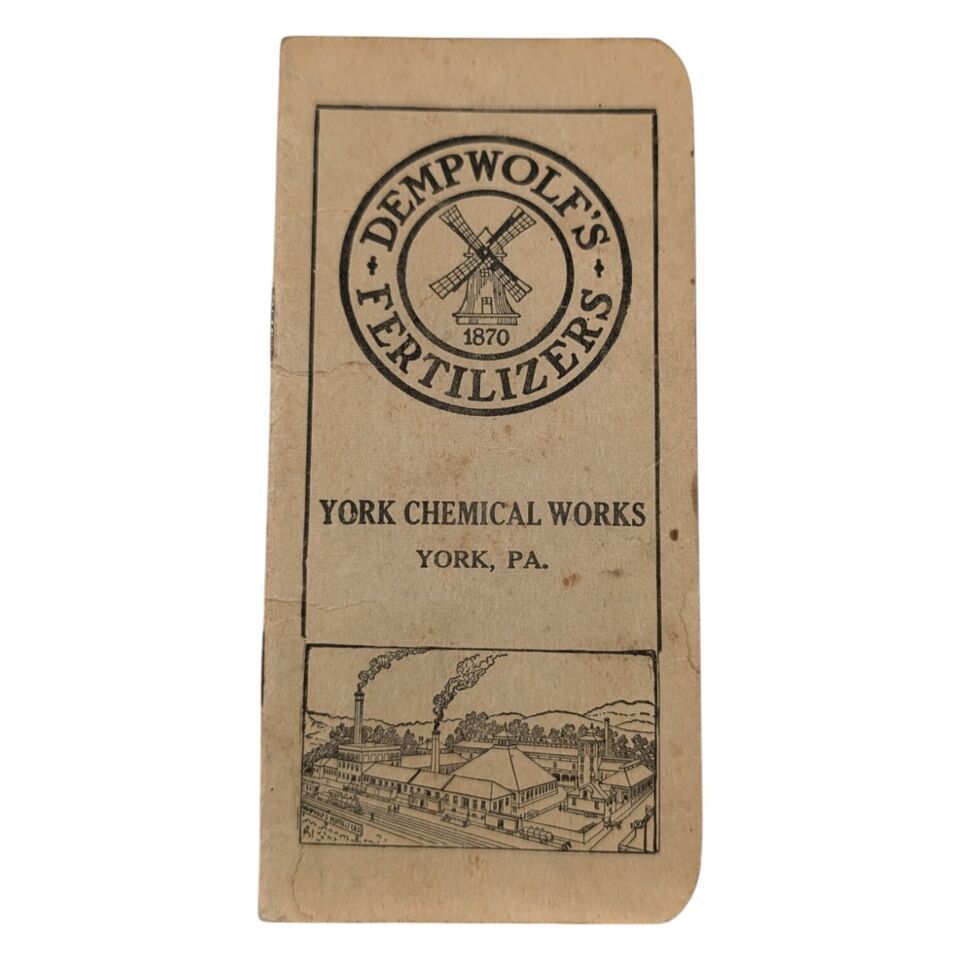 DEMPWOLF'S
FERTILIZERS
1870
YORK CHEMICAL WORKS
YORK, PA.